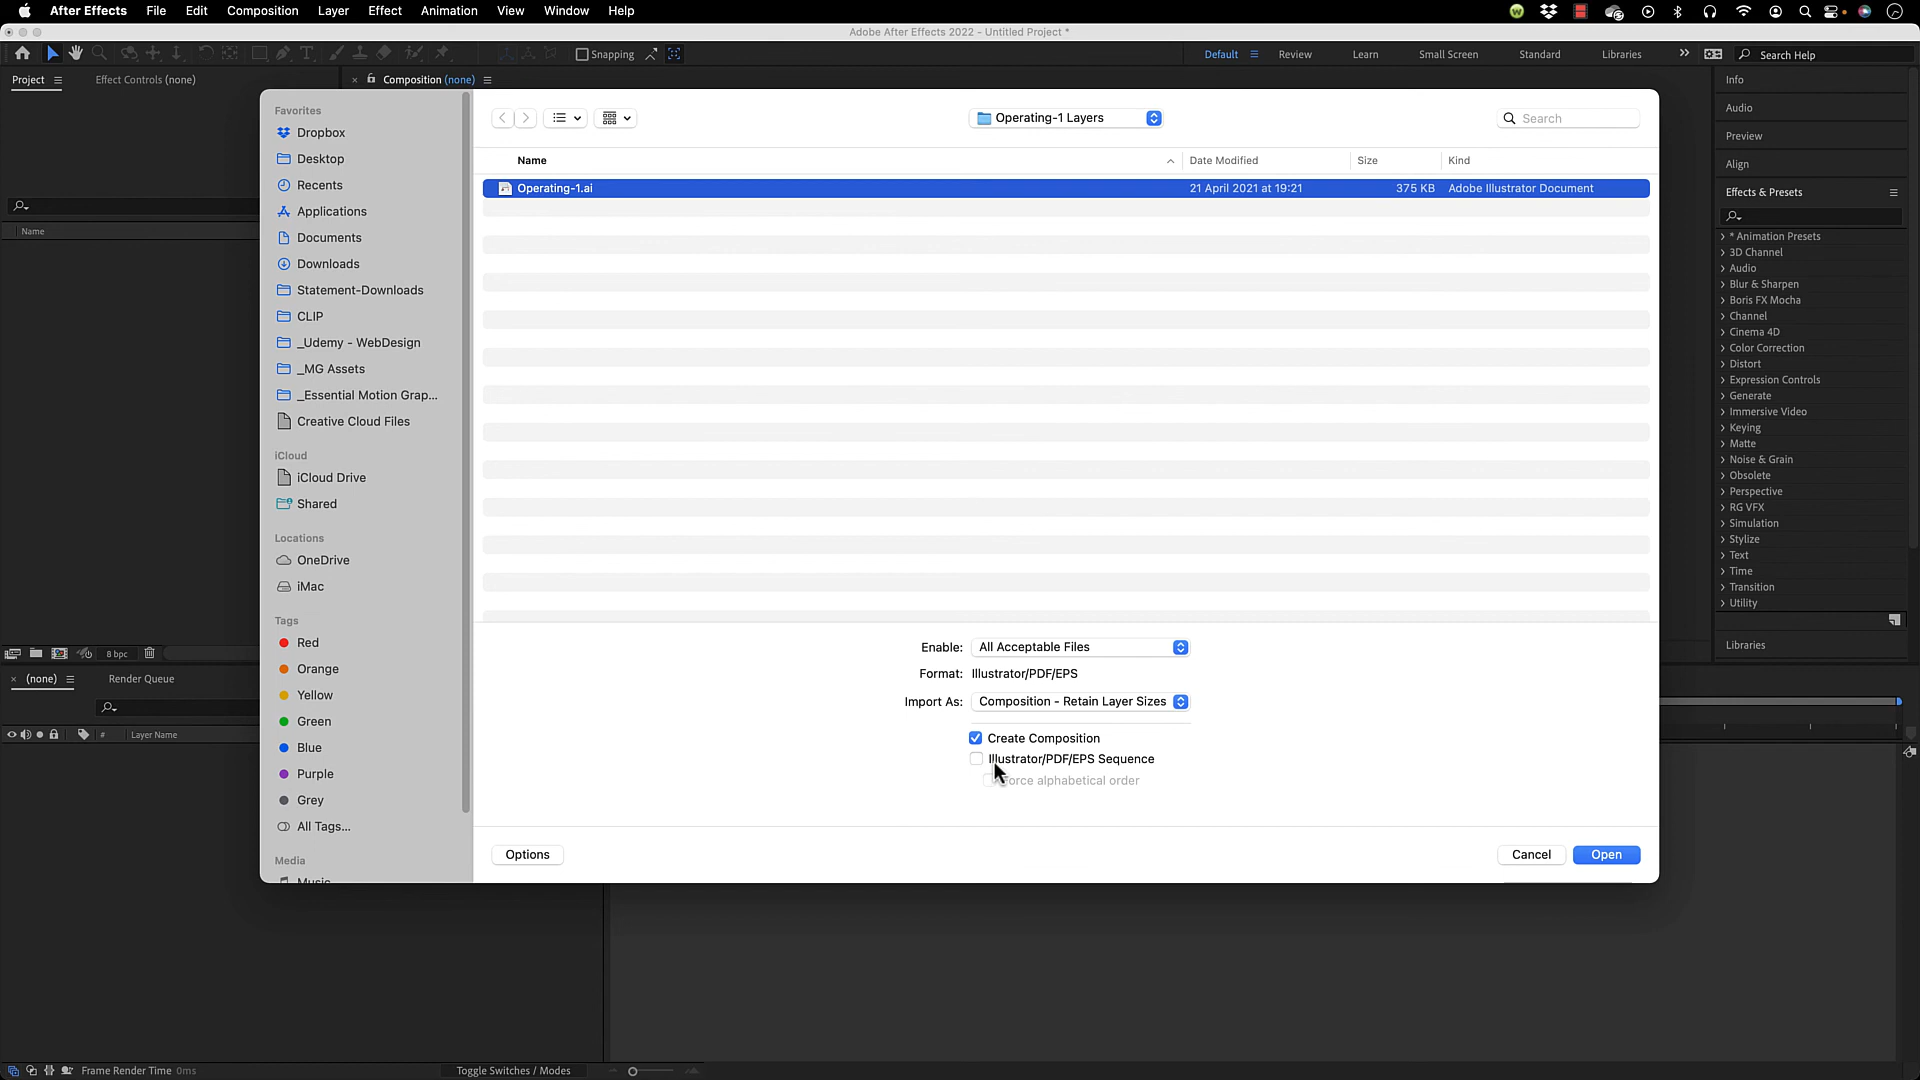 After Effects File Edit Composition Layer Effect Animation View Window Help
Adobe After Effects 2022 - Untitled Project *
Snapping
Default Review Learn Small Screen Standard Libraries Search Help
Project Effect Controls (none) Composition (none)
Info
Audio
Preview
Align
Effects & Presets
* Animation Presets
3D Channel
Audio
Blur & Sharpen
Boris FX Mocha
Channel
Cinema 4D
Color Correction
Distort
Expression Controls
Generate
Immersive Video
Keying
Matte
Noise & Grain
Obsolete
Perspective
RG VFX
Simulation
Stylize
Text
Time
Transition
Utility
Libraries
Name
8 bpc
(none) Render Queue
# Layer Name
Favorites
Dropbox
Desktop
Recents
Applications
Documents
Downloads
Statement-Downloads
CLIP
_Udemy - WebDesign
_MG Assets
_Essential Motion Grap...
Creative Cloud Files
iCloud
iCloud Drive
Shared
Locations
OneDrive
iMac
Tags
Red
Orange
Yellow
Green
Blue
Purple
Grey
All Tags...
Media
Music
Operating-1 Layers
Search
Name Date Modified Size Kind
Operating-1.ai 21 April 2021 at 19:21 375 KB Adobe Illustrator Document
Enable: All Acceptable Files
Format: Illustrator/PDF/EPS
Import As: Composition - Retain Layer Sizes
Create Composition
Illustrator/PDF/EPS Sequence
orce alphabetical order
Options Cancel Open
Frame Render Time 0ms Toggle Switches / Modes